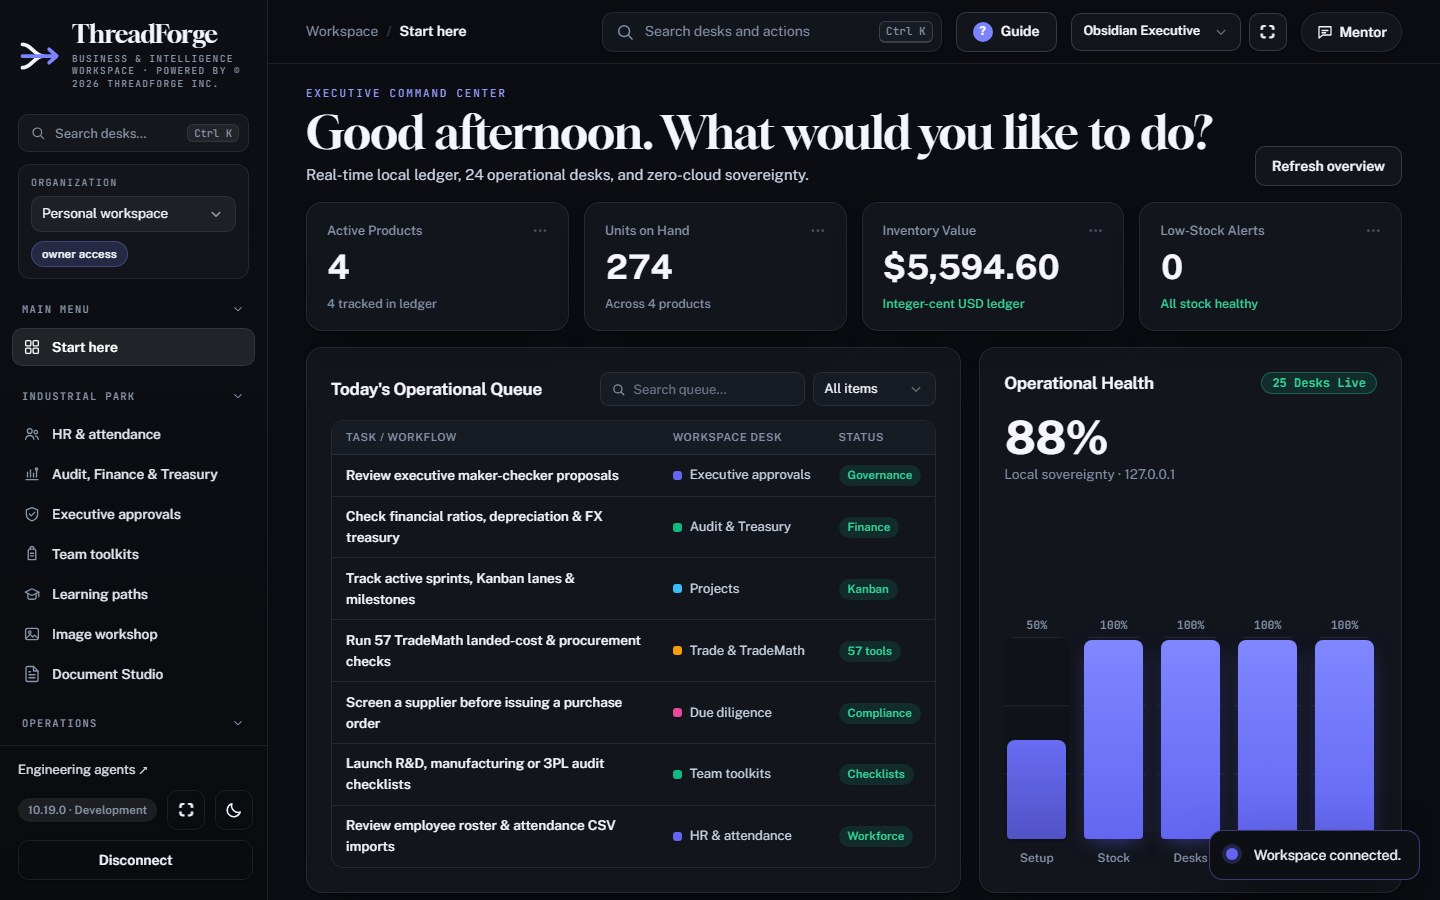 ThreadForge
BUSINESS & INTELLIGENCE
WORKSPACE · POWERED BY ©
2026 THREADFORGE INC.
Search desks...
Ctrl K
ORGANIZATION
Personal workspace
owner access
MAIN MENU
Start here
INDUSTRIAL PARK
HR & attendance
Audit, Finance & Treasury
Executive approvals
Team toolkits
Learning paths
Image workshop
Document Studio
OPERATIONS
Engineering agents ↗
10.19.0 · Development
Disconnect
Workspace / Start here
Search desks and actions
Ctrl K
? Guide
Obsidian Executive
Mentor
EXECUTIVE COMMAND CENTER
Good afternoon. What would you like to do?
Real-time local ledger, 24 operational desks, and zero-cloud sovereignty.
Refresh overview
Active Products ...
4
4 tracked in ledger
Units on Hand ...
274
Across 4 products
Inventory Value ...
$5,594.60
Integer-cent USD ledger
Low-Stock Alerts ...
0
All stock healthy
Today's Operational Queue
Search queue...
All items
TASK / WORKFLOW WORKSPACE DESK STATUS
Review executive maker-checker proposals Executive approvals Governance
Check financial ratios, depreciation & FX
treasury
Audit & Treasury Finance
Track active sprints, Kanban lanes &
milestones
Projects Kanban
Run 57 TradeMath landed-cost & procurement
checks
Trade & TradeMath 57 tools
Screen a supplier before issuing a purchase
order
Due diligence Compliance
Launch R&D, manufacturing or 3PL audit
checklists
Team toolkits Checklists
Review employee roster & attendance CSV
imports
HR & attendance Workforce
Operational Health
25 Desks Live
88%
Local sovereignty · 127.0.0.1
50% 100% 100% 100% 100%
Setup Stock Desks
Workspace connected.